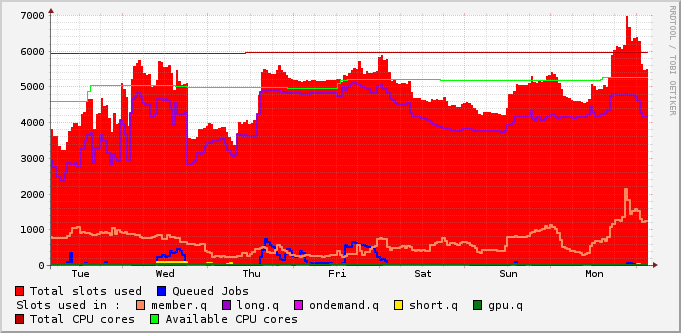 7000
6000
5000
4000
3000
2000
1000
0
Tue Wed Thu Fri Sat Sun Mon
Total slots used Queued Jobs
Slots used in : member.q long.q ondemand.q short.q gpu.q
Total CPU cores Available CPU cores
RRDTOOL / TOBI OETIKER